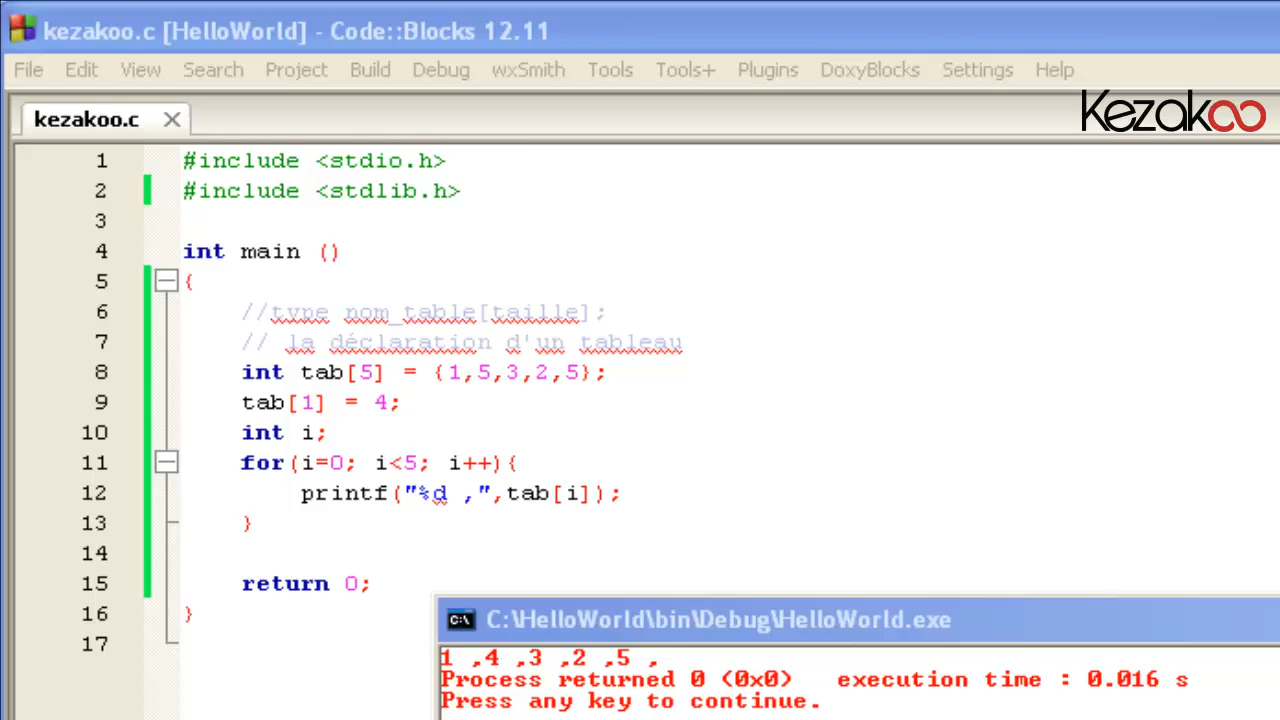 kezakoo.c [HelloWorld] - Code::Blocks 12.11
File Edit View Search Project Build Debug wxSmith Tools Tools+ Plugins DoxyBlocks Settings Help
kezakoo.c
Kezakoo
1 #include <stdio.h>
2 #include <stdlib.h>
3
4 int main ()
5 {
6 //type nom_table[taille];
7 // la déclaration d'un tableau
8 int tab[5] = {1,5,3,2,5};
9 tab[1] = 4;
10 int i;
11 for(i=0; i<5; i++){
12 printf("%d ,",tab[i]);
13 }
14
15 return 0;
16 }
17
C:\HelloWorld\bin\Debug\HelloWorld.exe
1 ,4 ,3 ,2 ,5 ,
Process returned 0 (0x0) execution time : 0.016 s
Press any key to continue.